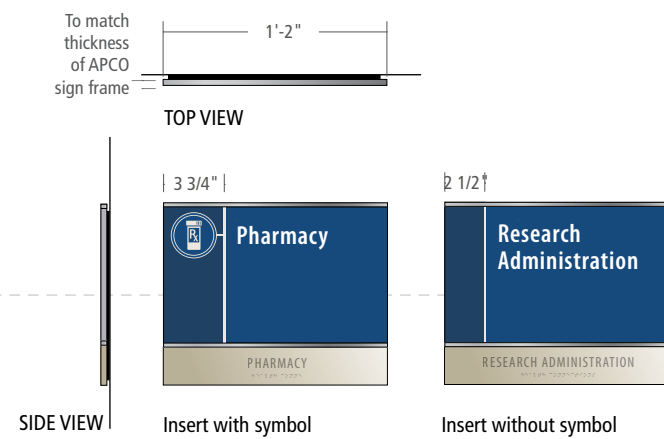 To match
thickness
of APCO
sign frame
1'-2"
TOP VIEW
3 3/4"
2 1/2"
Rx
Pharmacy
Research
Administration
PHARMACY
RESEARCH ADMINISTRATION
SIDE VIEW
Insert with symbol
Insert without symbol